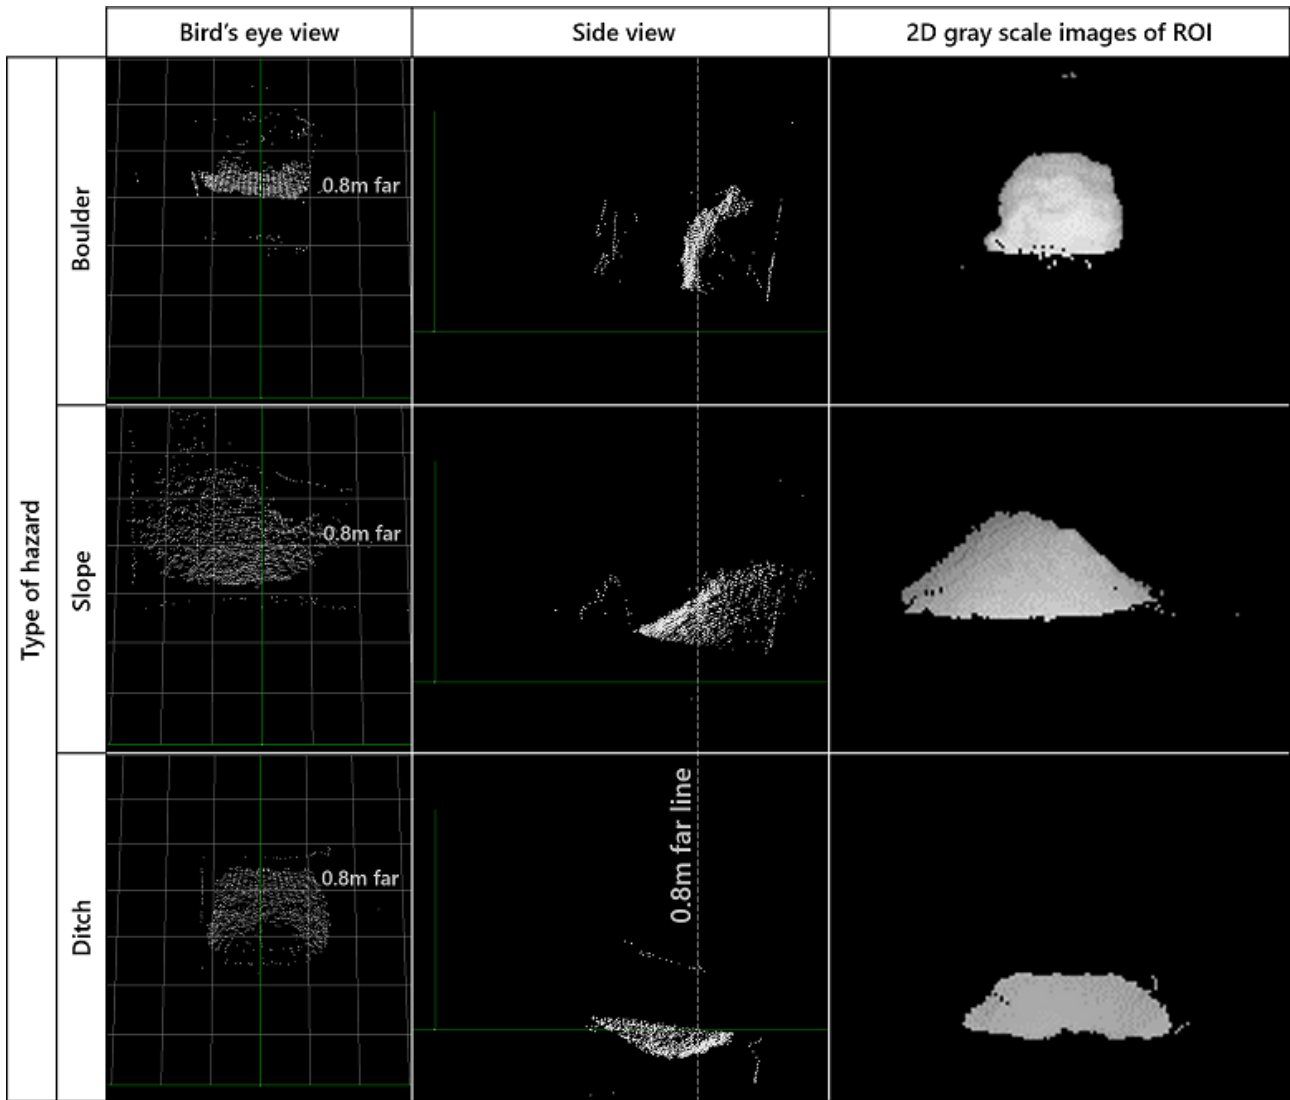 Bird's eye view
Side view
2D gray scale images of ROI
Type of hazard
Boulder
0.8m far
Slope
0.8m far
Ditch
0.8m far
0.8m far line